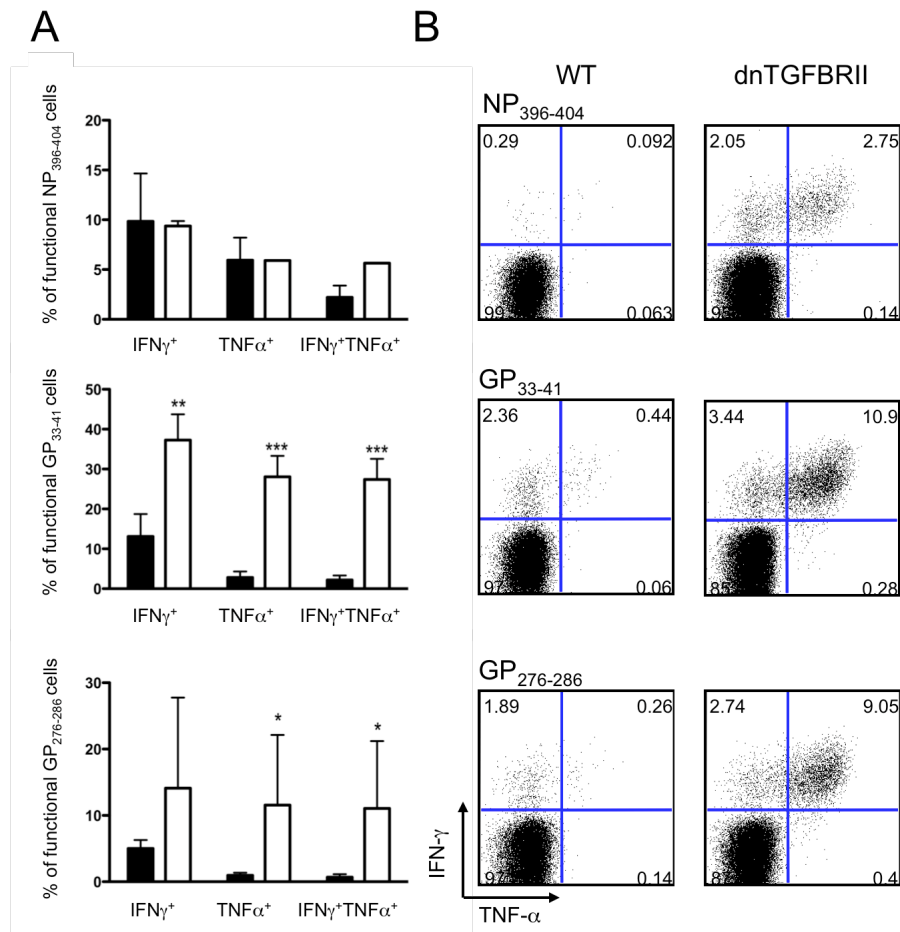 A
B
WT
dnTGFBRII
% of functional NP396-404 cells
20
15
10
5
0
IFNγ+
TNFα+
IFNγ+TNFα+
NP396-404
0.29
0.092
0.063
2.05
2.75
0.14
% of functional GP33-41 cells
50
40
30
20
10
0
**
***
***
IFNγ+
TNFα+
IFNγ+TNFα+
GP33-41
2.36
0.44
0.06
3.44
10.9
0.28
% of functional GP276-286 cells
30
20
10
0
*
*
IFNγ+
TNFα+
IFNγ+TNFα+
GP276-286
1.89
0.26
0.14
2.74
9.05
0.4
IFN-γ
TNF-α